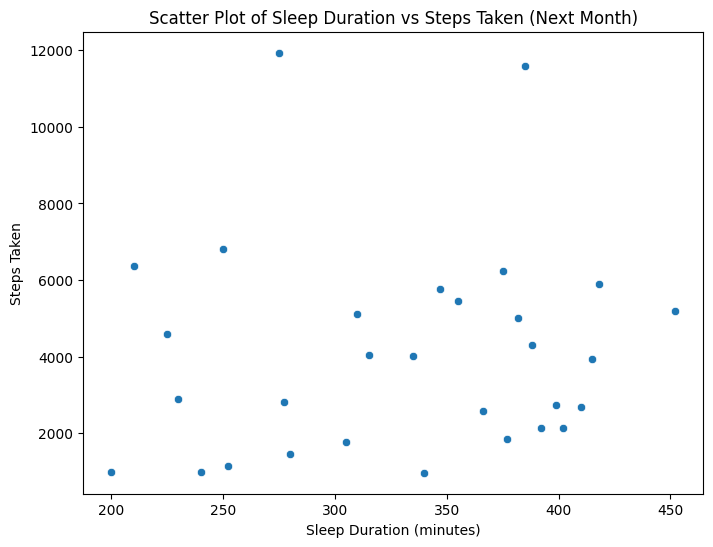 Scatter Plot of Sleep Duration vs Steps Taken (Next Month)
12000
10000
8000
6000
4000
2000
Steps Taken
200 250 300 350 400 450
Sleep Duration (minutes)